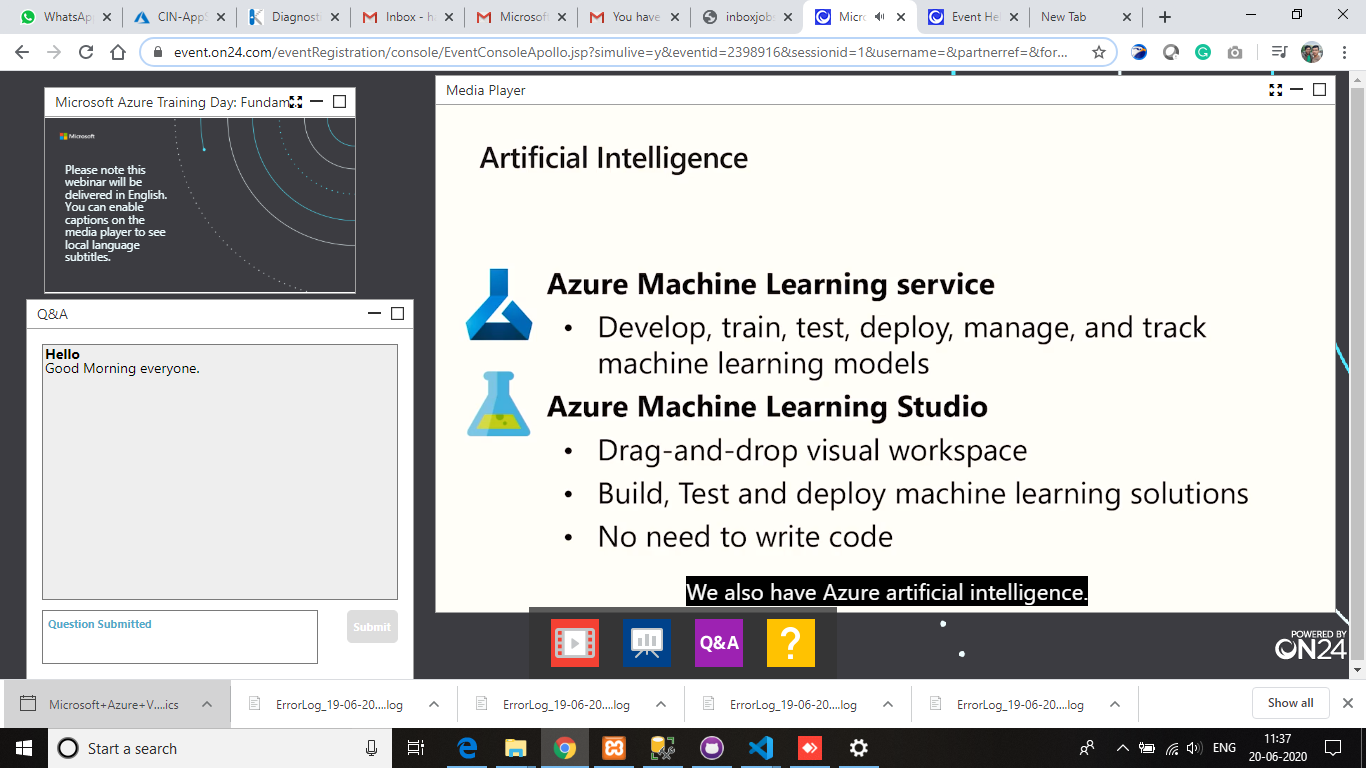 WhatsApp
CIN-AppS
Diagnost
Inbox - ha
Microsoft
You have
inboxjobs
Micro
Event Hel
New Tab
event.on24.com/eventRegistration/console/EventConsoleApollo.jsp?simulive=y&eventid=2398916&sessionid=1&username=&partnerref=&for...
Microsoft Azure Training Day: Fundam
Microsoft
Please note this
webinar will be
delivered in English.
You can enable
captions on the
media player to see
local language
subtitles.
Q&A
Hello
Good Morning everyone.
Question Submitted
Submit
Media Player
Artificial Intelligence
Azure Machine Learning service
• Develop, train, test, deploy, manage, and track
machine learning models
Azure Machine Learning Studio
• Drag-and-drop visual workspace
• Build, Test and deploy machine learning solutions
• No need to write code
We also have Azure artificial intelligence.
Q&A
?
POWERED BY
ON24
Microsoft+Azure+V....ics
ErrorLog_19-06-20....log
ErrorLog_19-06-20....log
ErrorLog_19-06-20....log
ErrorLog_19-06-20....log
Show all
Start a search
ENG
11:37
20-06-2020